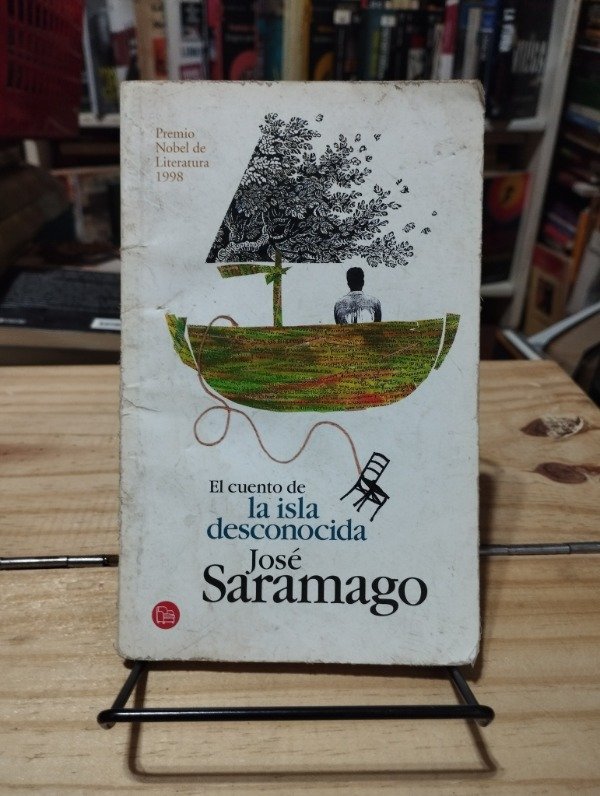 Premio
Nobel de
Literatura
1998
El cuento de
la isla
desconocida
José
Saramago